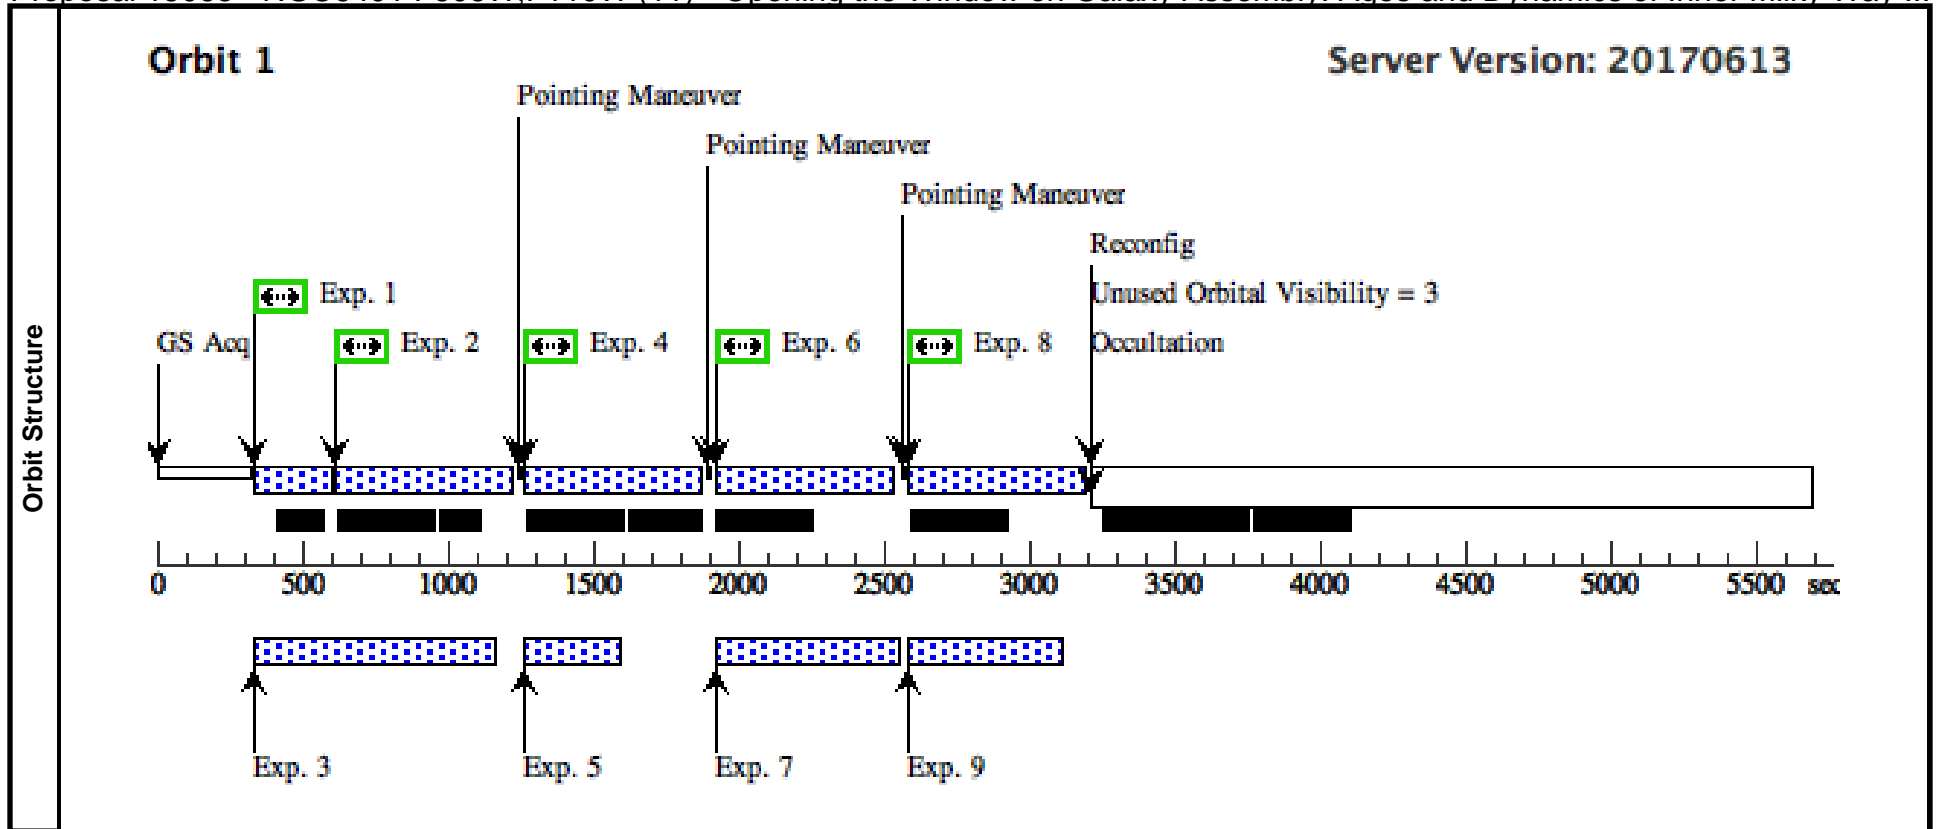 Orbit 1
Server Version: 20170613
Pointing Maneuver
Pointing Maneuver
Pointing Maneuver
Reconfig
Exp. 1
Unused Orbital Visibility = 3
GS Acq
Exp. 2
Exp. 4
Exp. 6
Exp. 8
Occultation
Orbit Structure
0 500 1000 1500 2000 2500 3000 3500 4000 4500 5000 5500 sec
Exp. 3
Exp. 5
Exp. 7
Exp. 9